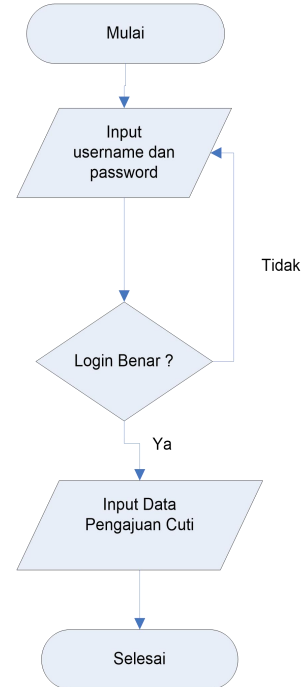 Mulai
Input
username dan
password
Tidak
Login Benar ?
Ya
Input Data
Pengajuan Cuti
Selesai